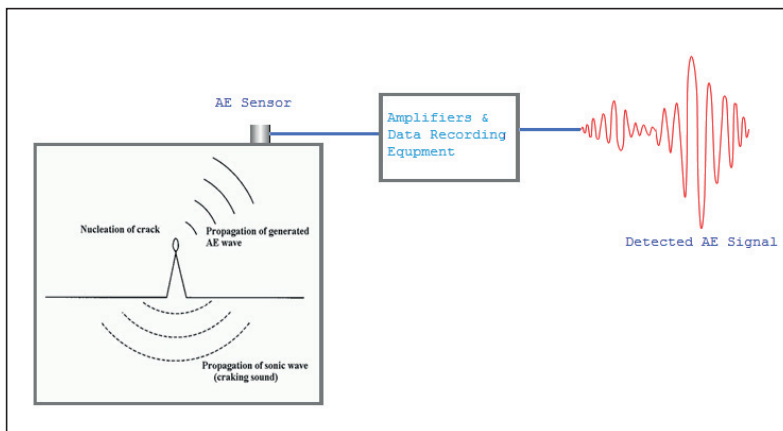 AE Sensor
Amplifiers &
Data Recording
Equpment
Nucleation of crack
Propagation of generated
AE wave
Detected AE Signal
Propagation of sonic wave
(craking sound)